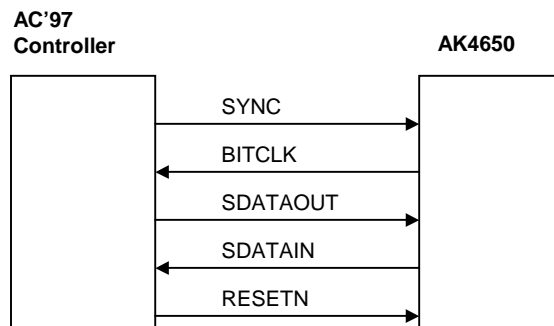 AC’97
Controller
AK4650
SYNC
BITCLK
SDATAOUT
SDATAIN
RESETN